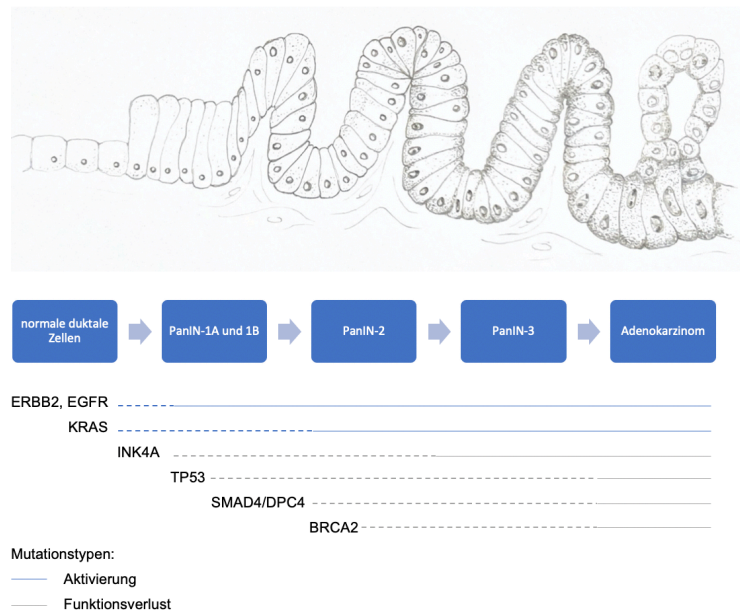 normale duktale
Zellen
PanIN-1A und 1B
PanIN-2
PanIN-3
Adenokarzinom
ERBB2, EGFR
KRAS
INK4A
TP53
SMAD4/DPC4
BRCA2
Mutationstypen:
Aktivierung
Funktionsverlust